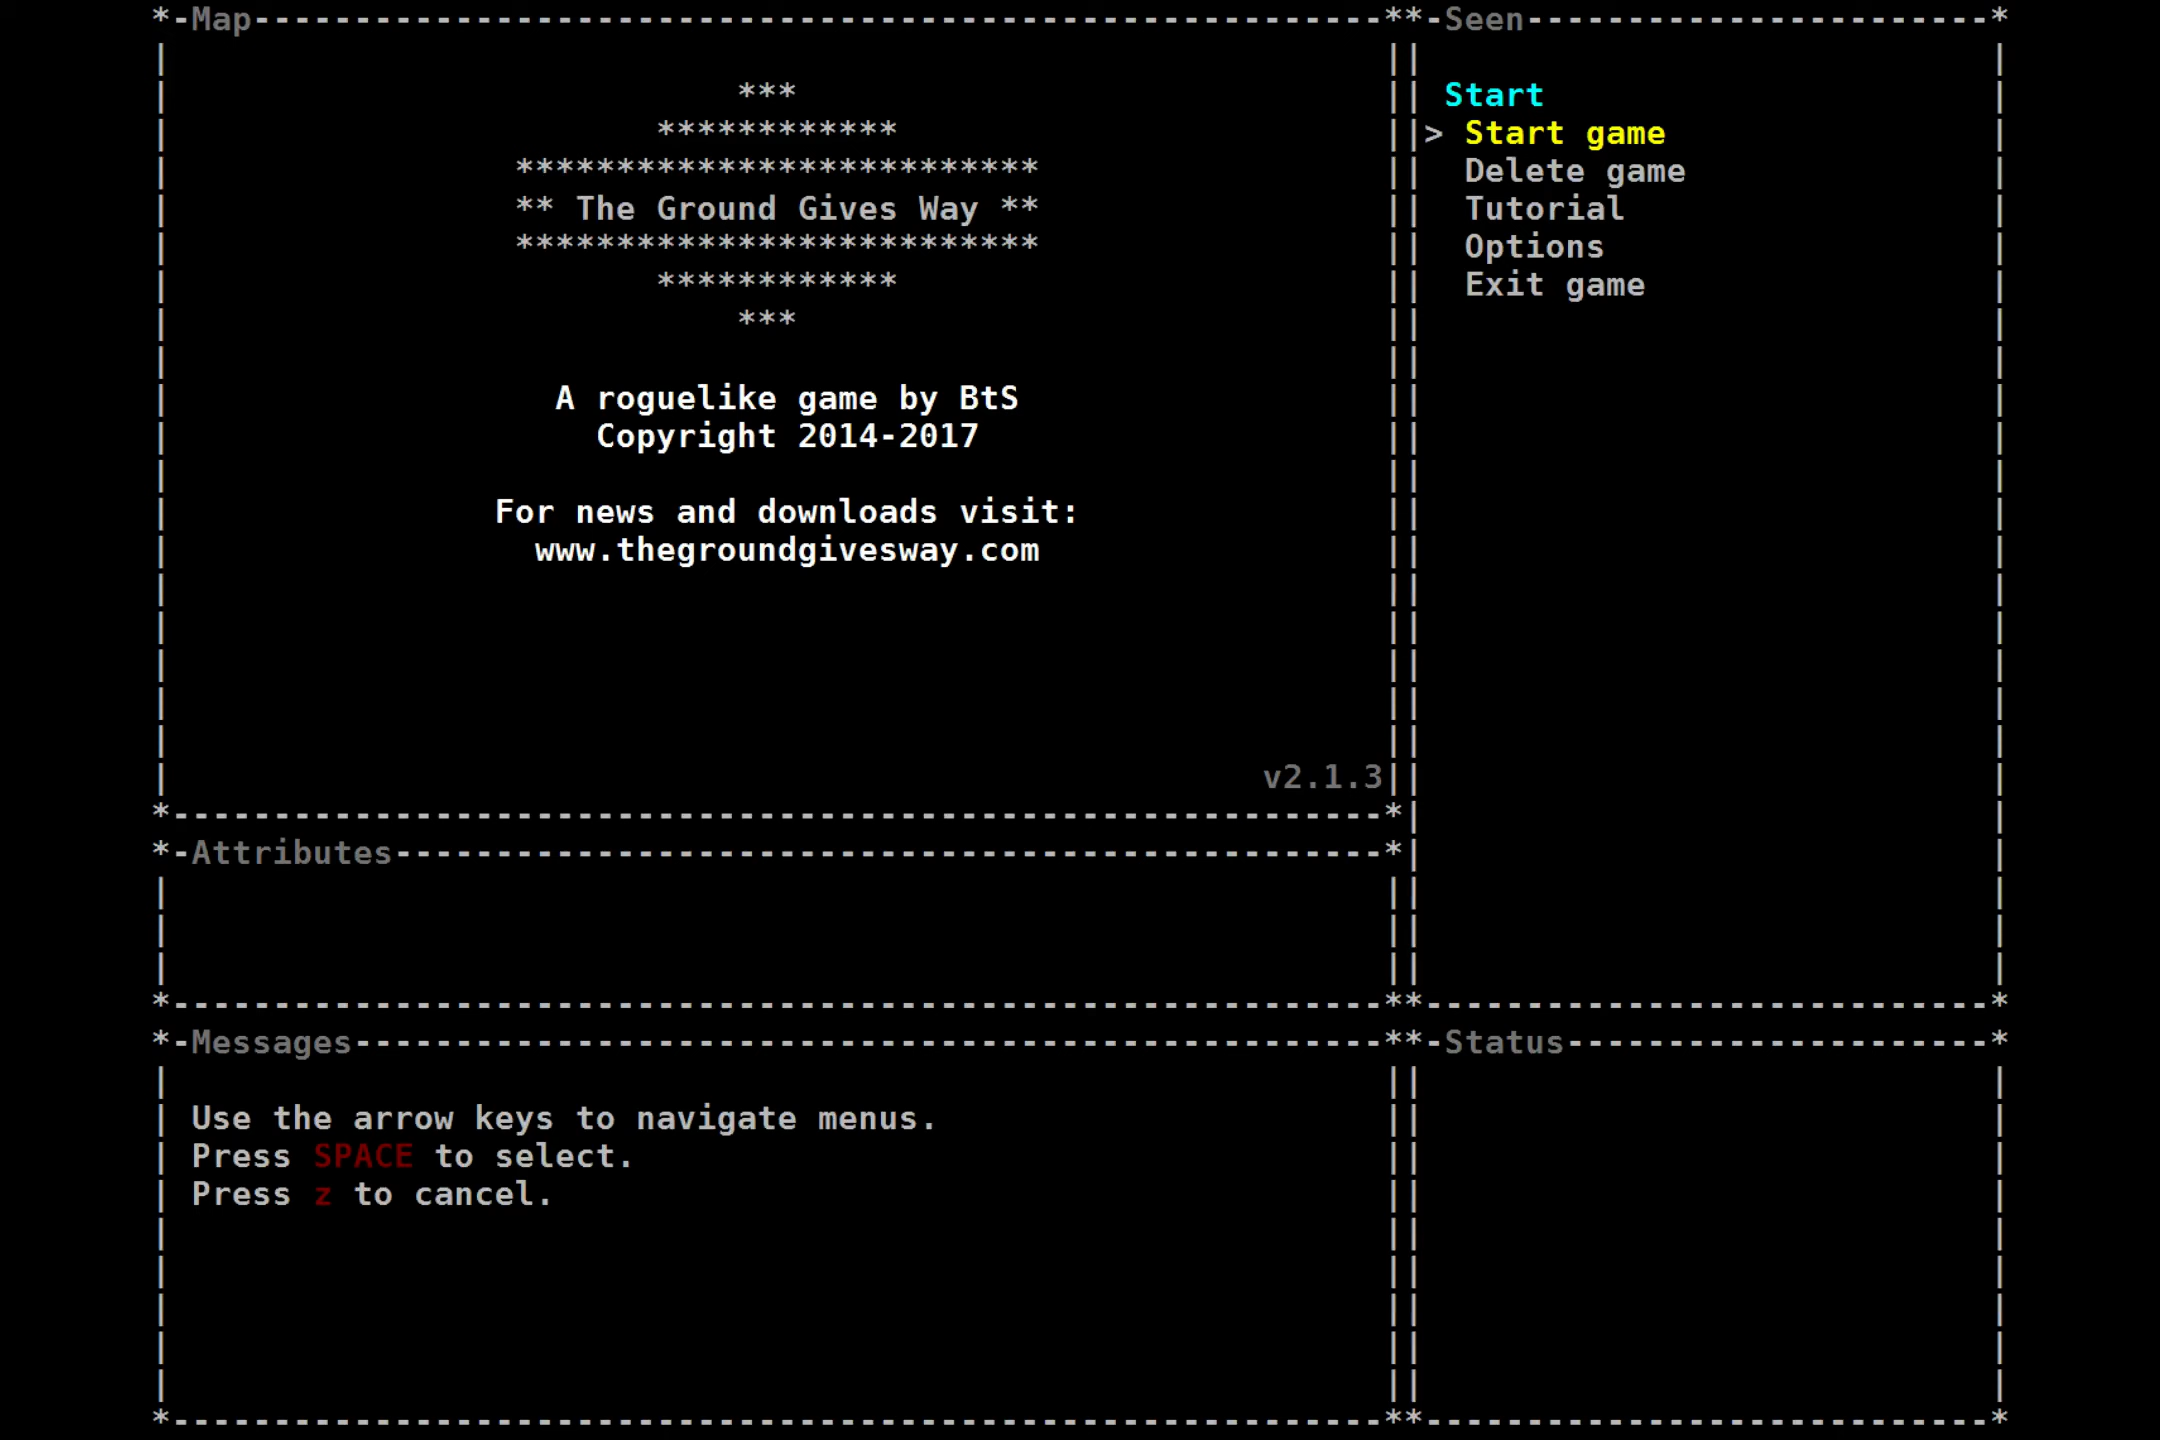 Map
***
************
**************************
** The Ground Gives Way **
**************************
************
***
A roguelike game by BtS
Copyright 2014-2017
For news and downloads visit:
www.thegroundgivesway.com
v2.1.3
Seen
Start
> Start game
Delete game
Tutorial
Options
Exit game
Attributes
Messages
Use the arrow keys to navigate menus.
Press SPACE to select.
Press z to cancel.
Status